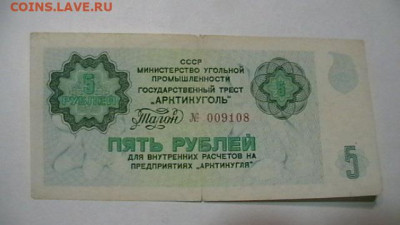 COINS.LAVE.RU
СССР
МИНИСТЕРСТВО УГОЛЬНОЙ
ПРОМЫШЛЕННОСТИ
ГОСУДАРСТВЕННЫЙ ТРЕСТ
„АРКТИКУГОЛЬ"
5
РУБЛЕЙ
5
Талон № 009108
ПЯТЬ РУБЛЕЙ
ДЛЯ ВНУТРЕННИХ РАСЧЕТОВ НА
ПРЕДПРИЯТИЯХ „АРКТИКУГЛЯ"
5